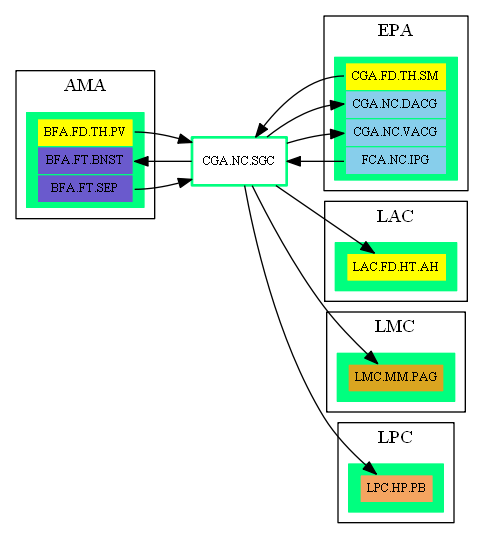 AMA
BFA.FD.TH.PV
BFA.FT.BNST
BFA.FT.SEP
CGA.NC.SGC
EPA
CGA.FD.TH.SM
CGA.NC.DACG
CGA.NC.VACG
FCA.NC.IPG
LAC
LAC.FD.HT.AH
LMC
LMC.MM.PAG
LPC
LPC.HP.PB